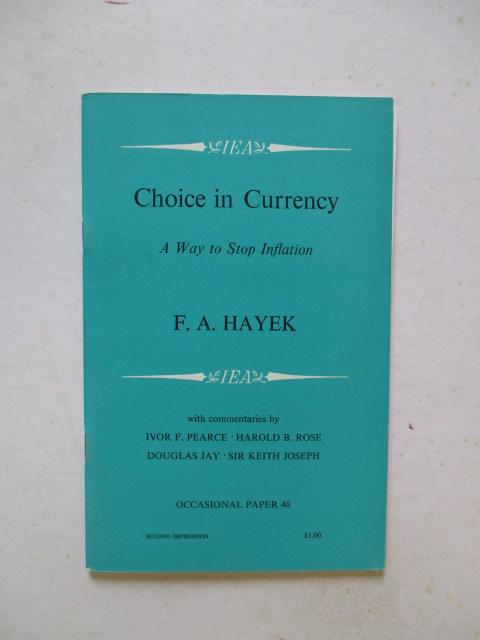 IEA
Choice in Currency
A Way to Stop Inflation
F. A. HAYEK
IEA
with commentaries by
IVOR F. PEARCE · HAROLD B. ROSE
DOUGLAS JAY · SIR KEITH JOSEPH
OCCASIONAL PAPER 48
SECOND IMPRESSION £1.00